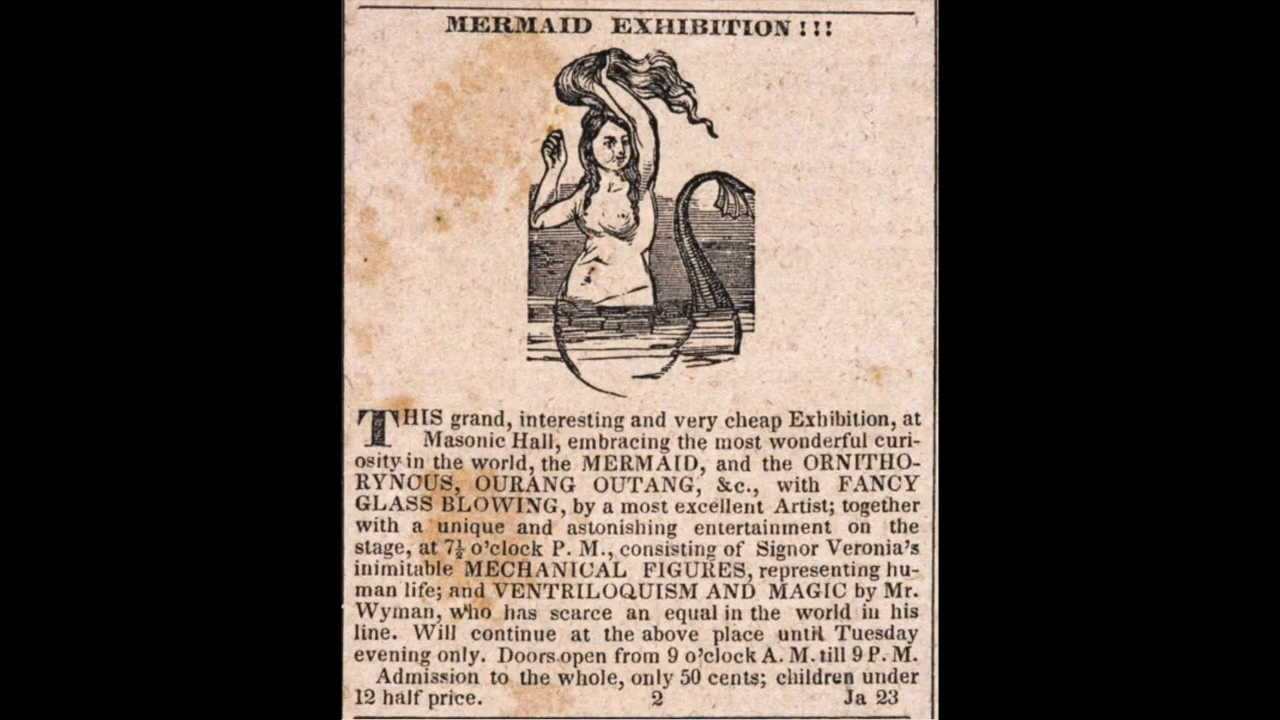 MERMAID EXHIBITION!!!
THIS grand, interesting and very cheap Exhibition, at
Masonic Hall, embracing the most wonderful curi-
osity in the world, the MERMAID, and the ORNITHO-
RYNCUS, OURANG OUTANG, &c., with FANCY
GLASS BLOWING, by a most excellent Artist; together
with a unique and astonishing entertainment on the
stage, at 7½ o'clock P. M., consisting of Signor Veronia's
inimitable MECHANICAL FIGURES, representing hu-
man life; and VENTRILOQUISM AND MAGIC by Mr.
Wyman, who has scarce an equal in the world in his
line. Will continue at the above place until Tuesday
evening only. Doors open from 9 o'clock A. M. till 9 P. M.
Admission to the whole, only 50 cents; children under
12 half price. 2 Ja 23